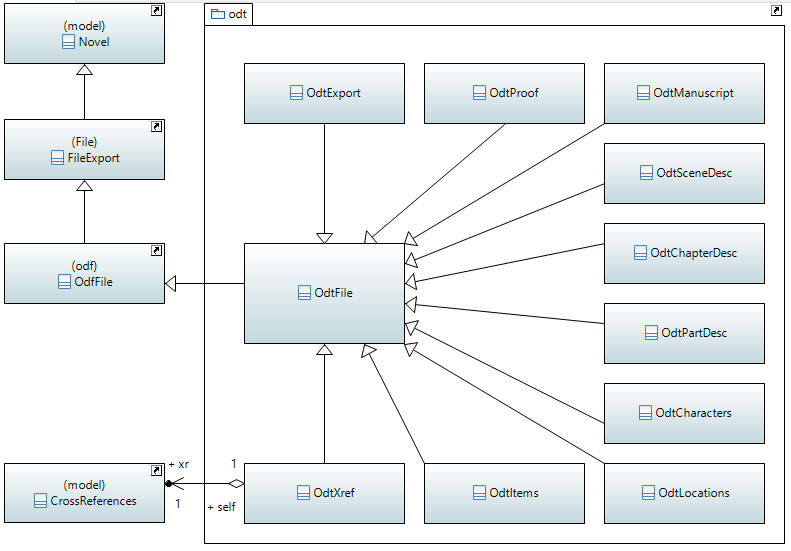 (model)
Novel
odt
OdtExport
OdtProof
OdtManuscript
(File)
FileExport
OdtSceneDesc
OdtChapterDesc
(odf)
OdfFile
OdtFile
OdtPartDesc
OdtCharacters
+ xr
1
(model)
CrossReferences
1
+ self
OdtXref
OdtItems
OdtLocations